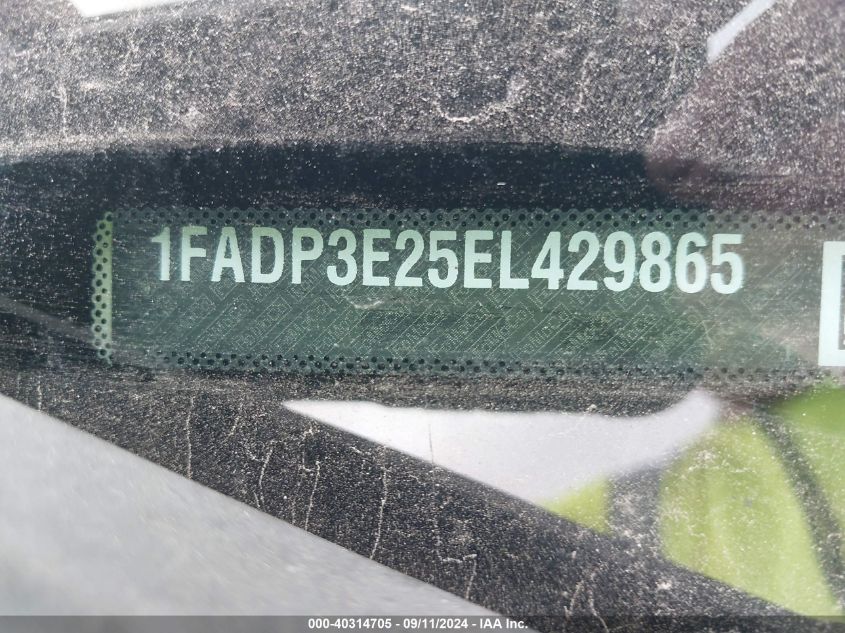 1FADP3E25EL429865
000-40314705 - 09/11/2024 - IAA Inc.